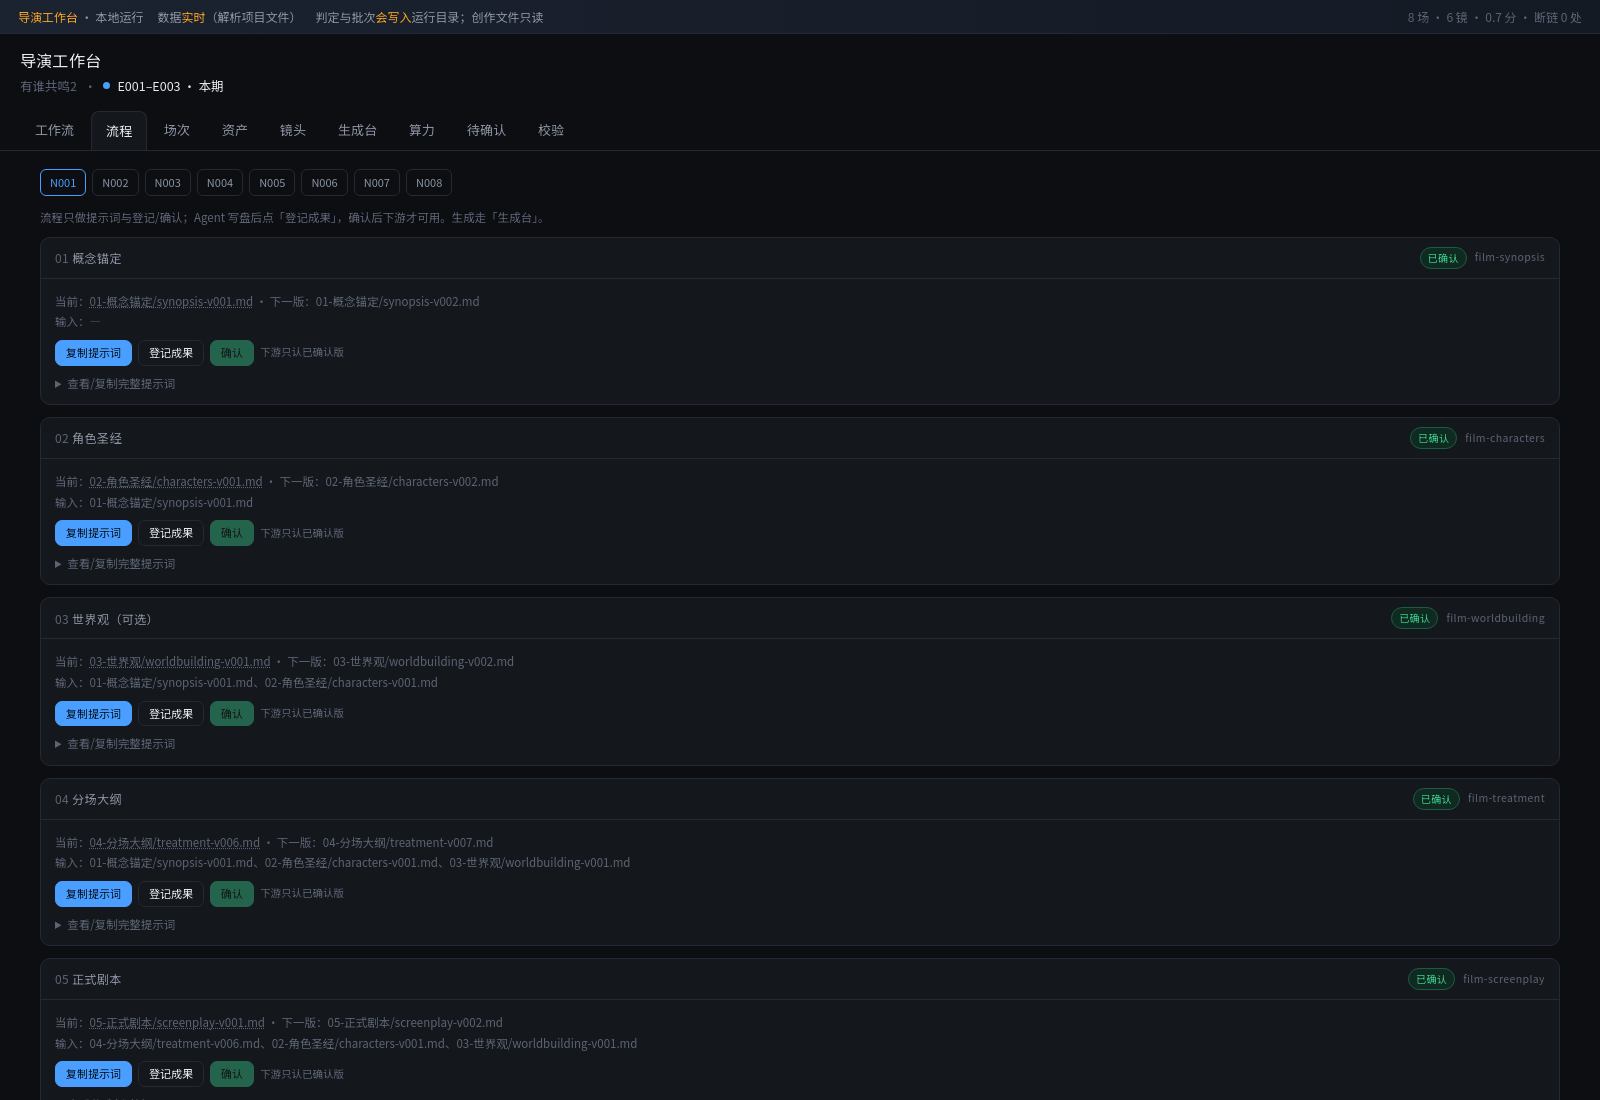 导演工作台 · 本地运行 数据实时（解析项目文件） 判定与批次会写入运行目录；创作文件只读 8 场 · 6 镜 · 0.7 分 · 断链 0 处
导演工作台
有谁共鸣2 · E001–E003 · 本期
工作流 流程 场次 资产 镜头 生成台 算力 待确认 校验
N001 N002 N003 N004 N005 N006 N007 N008
流程只做提示词与登记/确认；Agent 写盘后点「登记成果」，确认后下游才可用。生成走「生成台」。
01 概念锚定 已确认 film-synopsis
当前：01-概念锚定/synopsis-v001.md · 下一版：01-概念锚定/synopsis-v002.md
输入：—
复制提示词 登记成果 确认 下游只认已确认版
▶ 查看/复制完整提示词
02 角色圣经 已确认 film-characters
当前：02-角色圣经/characters-v001.md · 下一版：02-角色圣经/characters-v002.md
输入：01-概念锚定/synopsis-v001.md
复制提示词 登记成果 确认 下游只认已确认版
▶ 查看/复制完整提示词
03 世界观（可选） 已确认 film-worldbuilding
当前：03-世界观/worldbuilding-v001.md · 下一版：03-世界观/worldbuilding-v002.md
输入：01-概念锚定/synopsis-v001.md、02-角色圣经/characters-v001.md
复制提示词 登记成果 确认 下游只认已确认版
▶ 查看/复制完整提示词
04 分场大纲 已确认 film-treatment
当前：04-分场大纲/treatment-v006.md · 下一版：04-分场大纲/treatment-v007.md
输入：01-概念锚定/synopsis-v001.md、02-角色圣经/characters-v001.md、03-世界观/worldbuilding-v001.md
复制提示词 登记成果 确认 下游只认已确认版
▶ 查看/复制完整提示词
05 正式剧本 已确认 film-screenplay
当前：05-正式剧本/screenplay-v001.md · 下一版：05-正式剧本/screenplay-v002.md
输入：04-分场大纲/treatment-v006.md、02-角色圣经/characters-v001.md、03-世界观/worldbuilding-v001.md
复制提示词 登记成果 确认 下游只认已确认版